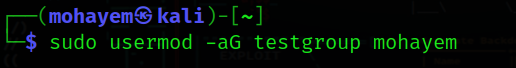 ┌──(mohayem㉿kali)-[~]
└─$ sudo usermod -aG testgroup mohayem